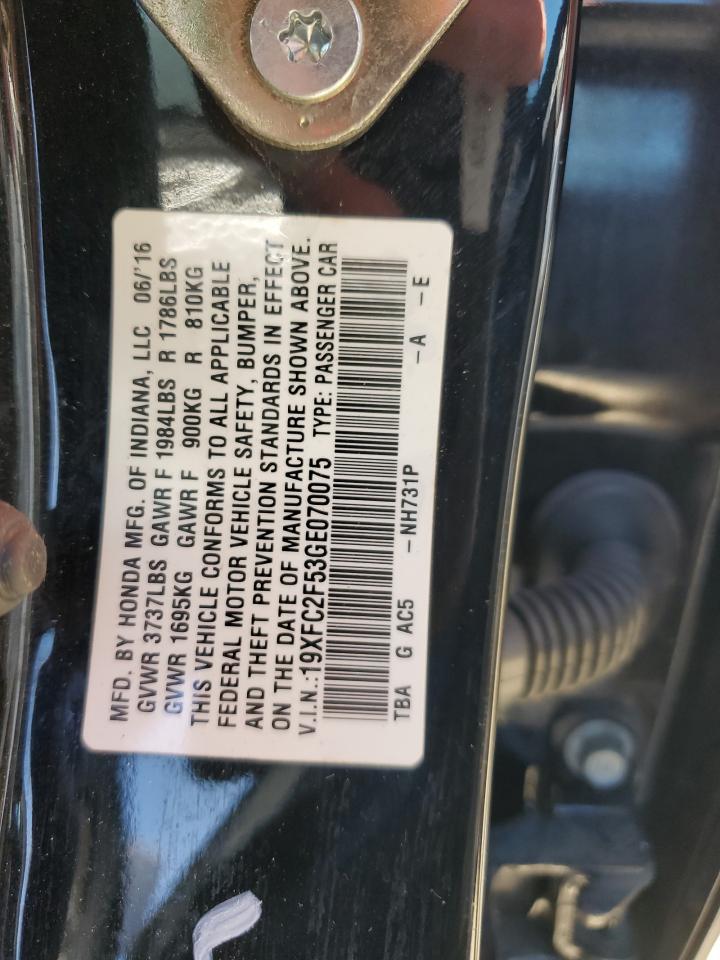 MFD. BY HONDA MFG. OF INDIANA, LLC 06/'16
GVWR 3737LBS GAWR F 1984LBS R 1786LBS
GVWR 1695KG GAWR F 900KG R 810KG
THIS VEHICLE CONFORMS TO ALL APPLICABLE
FEDERAL MOTOR VEHICLE SAFETY, BUMPER,
AND THEFT PREVENTION STANDARDS IN EFFECT
ON THE DATE OF MANUFACTURE SHOWN ABOVE.
V.I.N.:19XFC2F53GE070075 TYPE: PASSENGER CAR
TBA G AC5 -NH731P -A -E